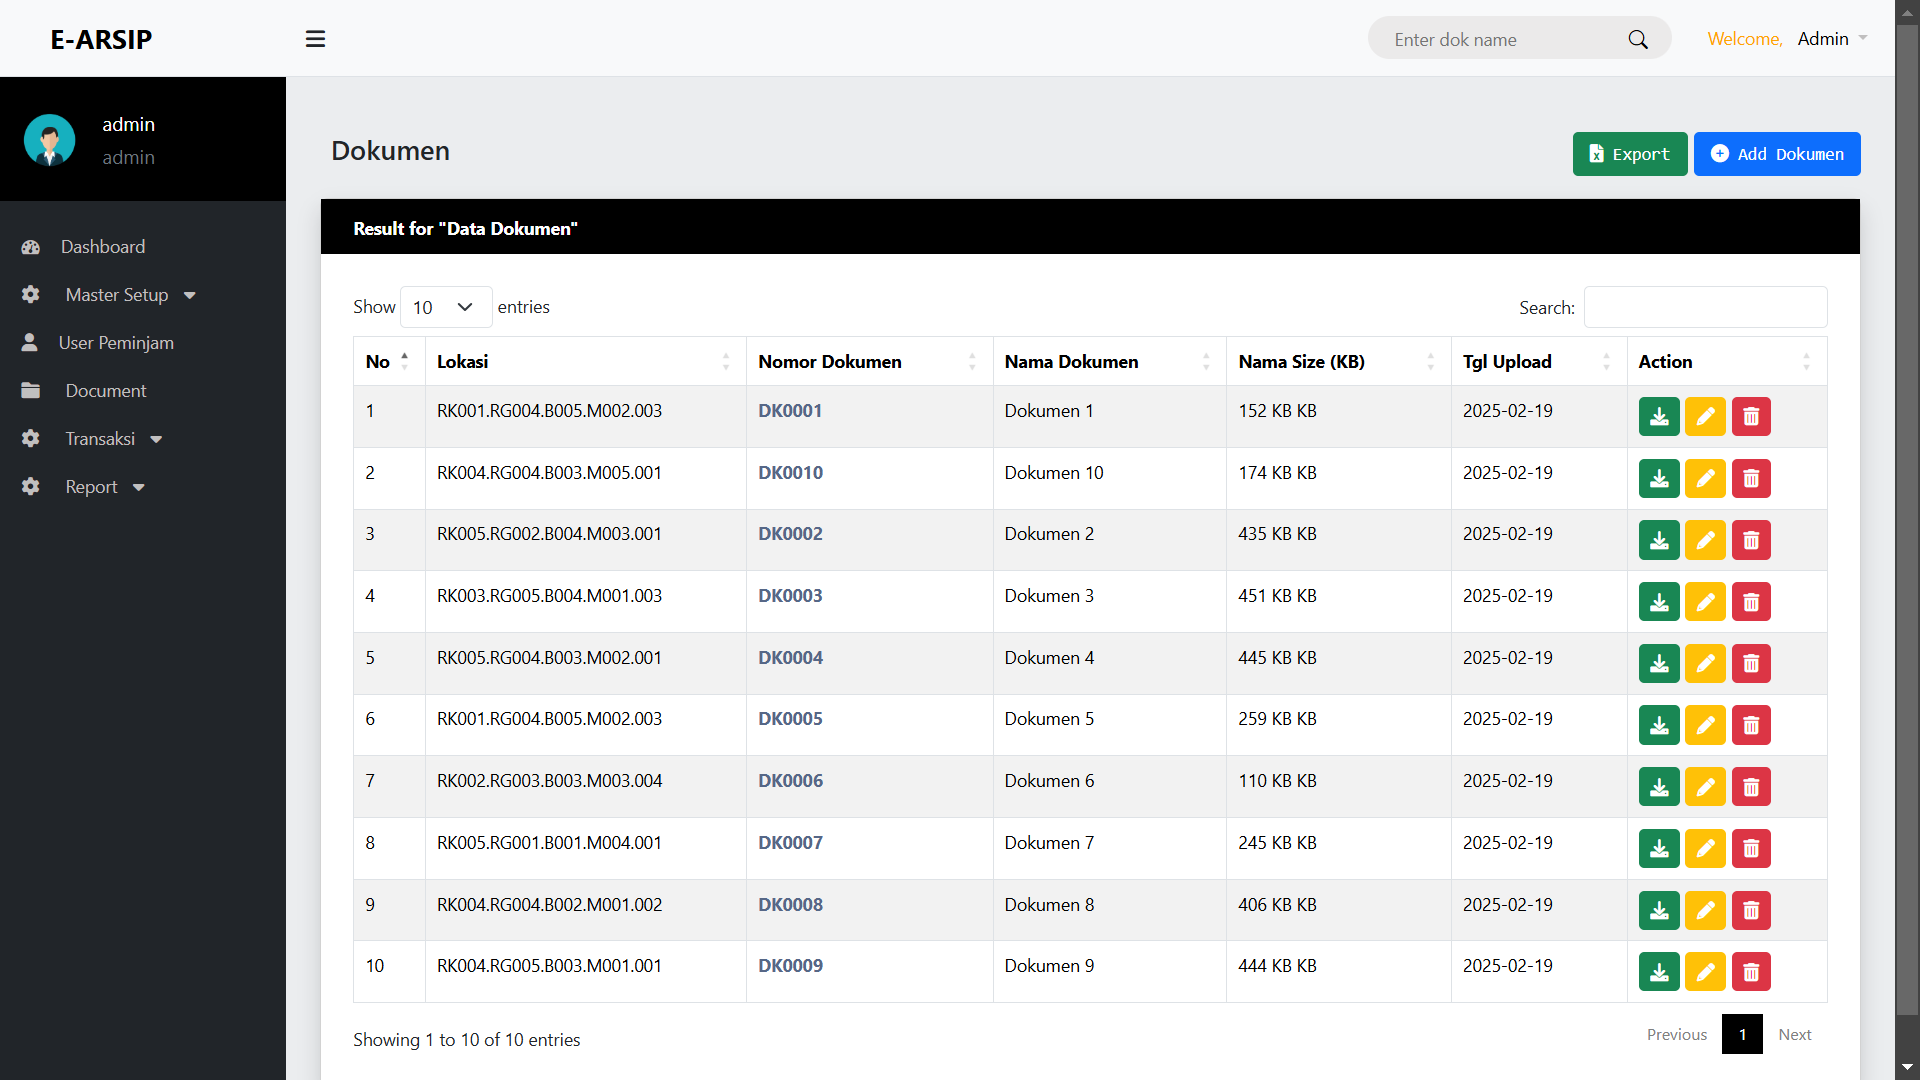 E-ARSIP
Enter dok name
Welcome, Admin
admin
admin
Dashboard
Master Setup
User Peminjam
Document
Transaksi
Report
Dokumen
Export
Add Dokumen
Result for "Data Dokumen"
Show 10 entries
Search:
No Lokasi Nomor Dokumen Nama Dokumen Nama Size (KB) Tgl Upload Action
1 RK001.RG004.B005.M002.003 DK0001 Dokumen 1 152 KB KB 2025-02-19
2 RK004.RG004.B003.M005.001 DK0010 Dokumen 10 174 KB KB 2025-02-19
3 RK005.RG002.B004.M003.001 DK0002 Dokumen 2 435 KB KB 2025-02-19
4 RK003.RG005.B004.M001.003 DK0003 Dokumen 3 451 KB KB 2025-02-19
5 RK005.RG004.B003.M002.001 DK0004 Dokumen 4 445 KB KB 2025-02-19
6 RK001.RG004.B005.M002.003 DK0005 Dokumen 5 259 KB KB 2025-02-19
7 RK002.RG003.B003.M003.004 DK0006 Dokumen 6 110 KB KB 2025-02-19
8 RK005.RG001.B001.M004.001 DK0007 Dokumen 7 245 KB KB 2025-02-19
9 RK004.RG004.B002.M001.002 DK0008 Dokumen 8 406 KB KB 2025-02-19
10 RK004.RG005.B003.M001.001 DK0009 Dokumen 9 444 KB KB 2025-02-19
Showing 1 to 10 of 10 entries
Previous 1 Next